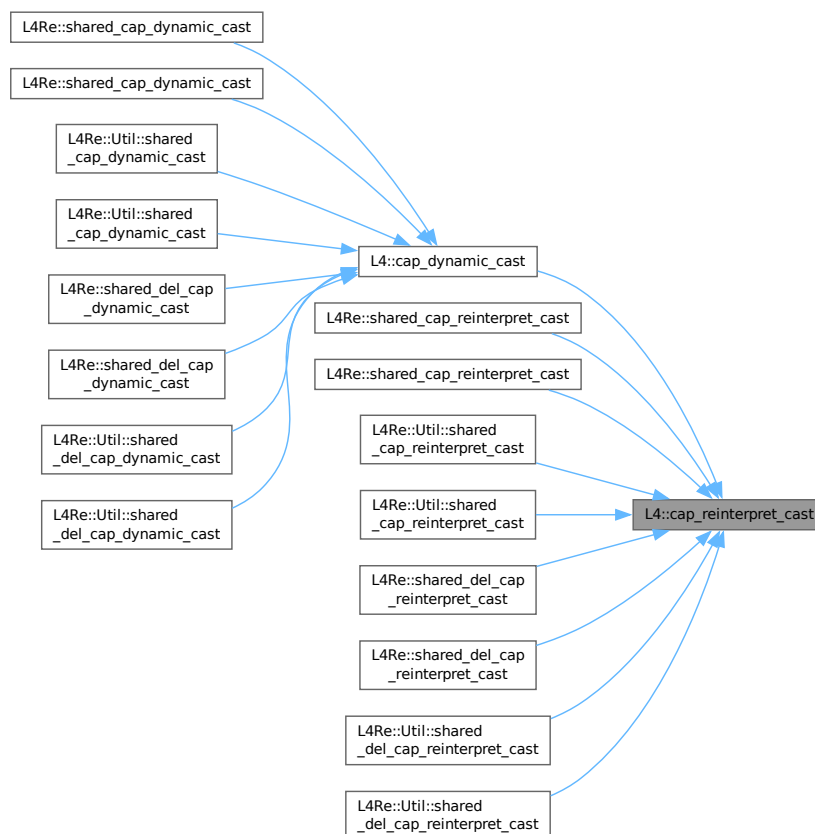 L4Re::shared_cap_dynamic_cast
L4Re::shared_cap_dynamic_cast
L4Re::Util::shared
_cap_dynamic_cast
L4Re::Util::shared
_cap_dynamic_cast
L4Re::shared_del_cap
_dynamic_cast
L4Re::shared_del_cap
_dynamic_cast
L4Re::Util::shared
_del_cap_dynamic_cast
L4Re::Util::shared
_del_cap_dynamic_cast
L4::cap_dynamic_cast
L4Re::shared_cap_reinterpret_cast
L4Re::shared_cap_reinterpret_cast
L4Re::Util::shared
_cap_reinterpret_cast
L4Re::Util::shared
_cap_reinterpret_cast
L4Re::shared_del_cap
_reinterpret_cast
L4Re::shared_del_cap
_reinterpret_cast
L4Re::Util::shared
_del_cap_reinterpret_cast
L4Re::Util::shared
_del_cap_reinterpret_cast
L4::cap_reinterpret_cast